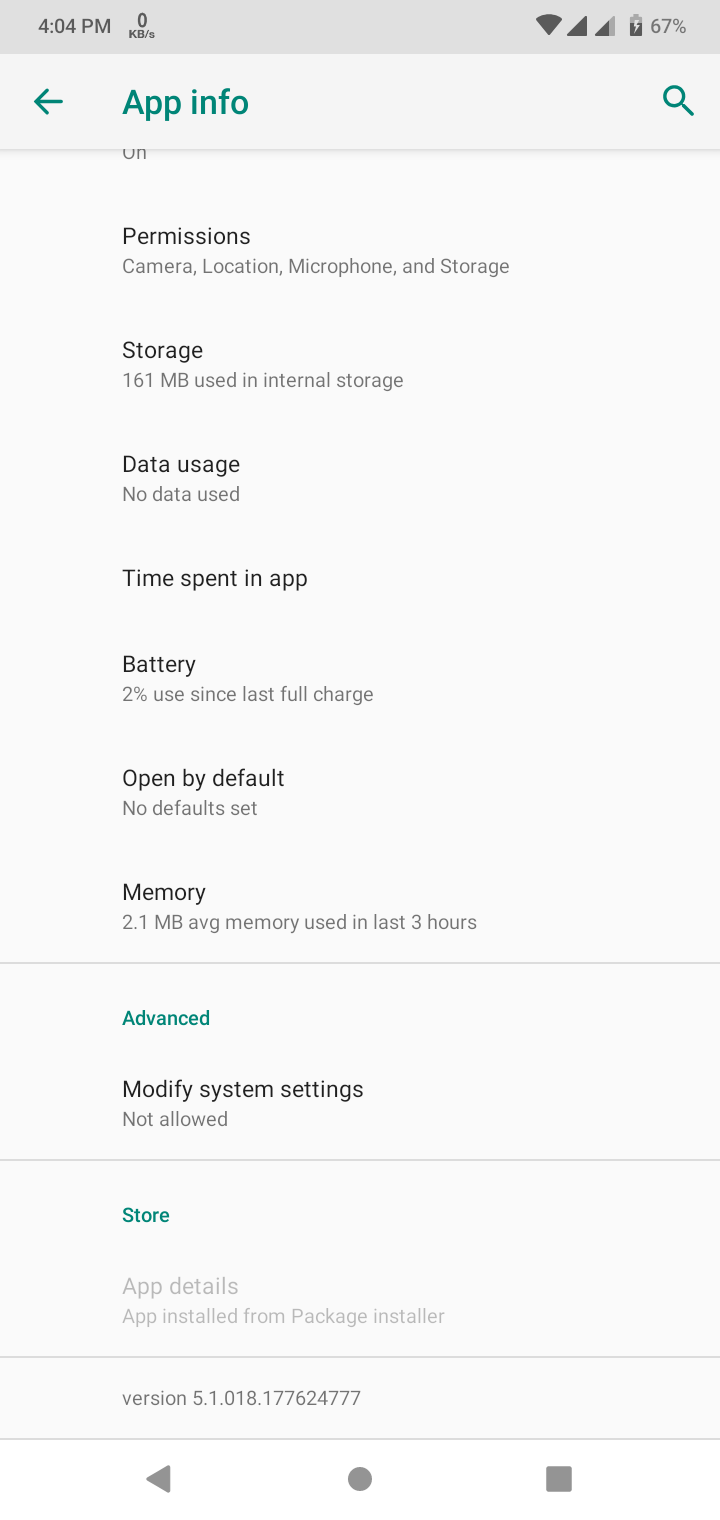 4:04 PM 0 KB/s 67%
App info
On
Permissions
Camera, Location, Microphone, and Storage
Storage
161 MB used in internal storage
Data usage
No data used
Time spent in app
Battery
2% use since last full charge
Open by default
No defaults set
Memory
2.1 MB avg memory used in last 3 hours
Advanced
Modify system settings
Not allowed
Store
App details
App installed from Package installer
version 5.1.018.177624777